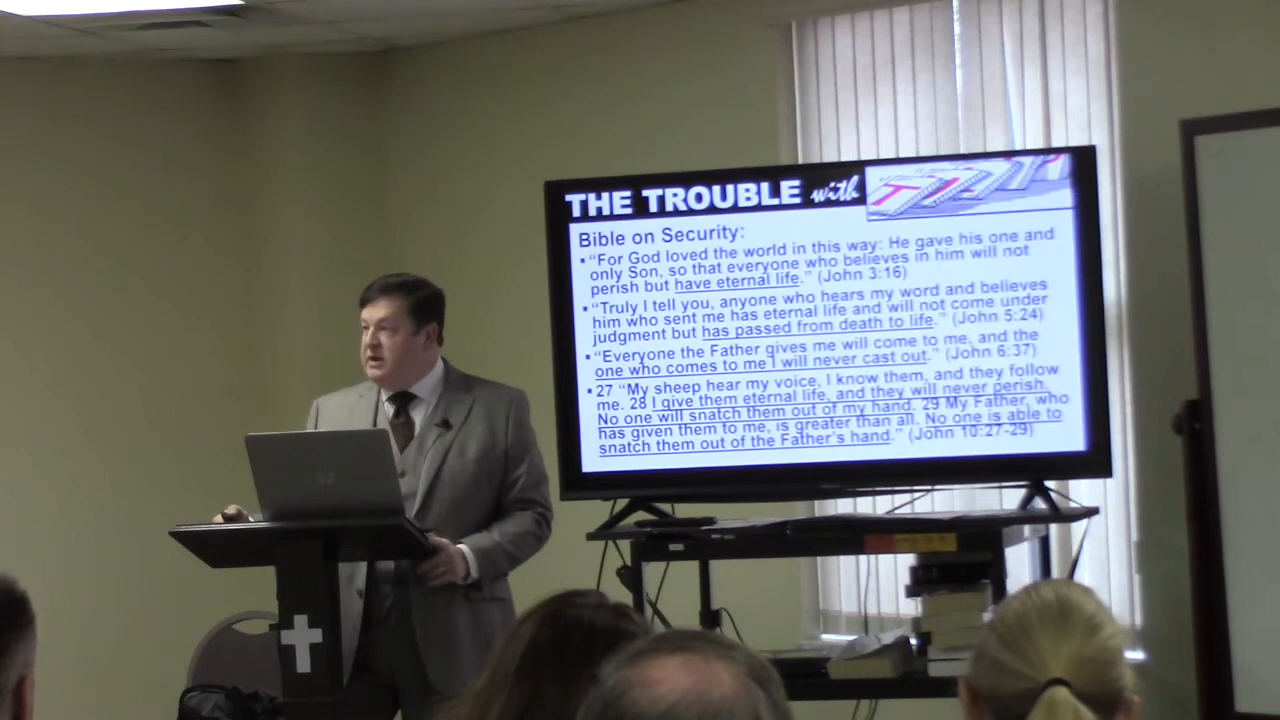 THE TROUBLE with
Bible on Security:
▪ “For God loved the world in this way: He gave his one and
only Son, so that everyone who believes in him will not
perish but have eternal life.” (John 3:16)
▪ “Truly I tell you, anyone who hears my word and believes
him who sent me has eternal life and will not come under
judgment but has passed from death to life.” (John 5:24)
▪ “Everyone the Father gives me will come to me, and the
one who comes to me I will never cast out.” (John 6:37)
▪ 27 “My sheep hear my voice, I know them, and they follow
me. 28 I give them eternal life, and they will never perish.
No one will snatch them out of my hand. 29 My Father, who
has given them to me, is greater than all. No one is able to
snatch them out of the Father’s hand.” (John 10:27-29)